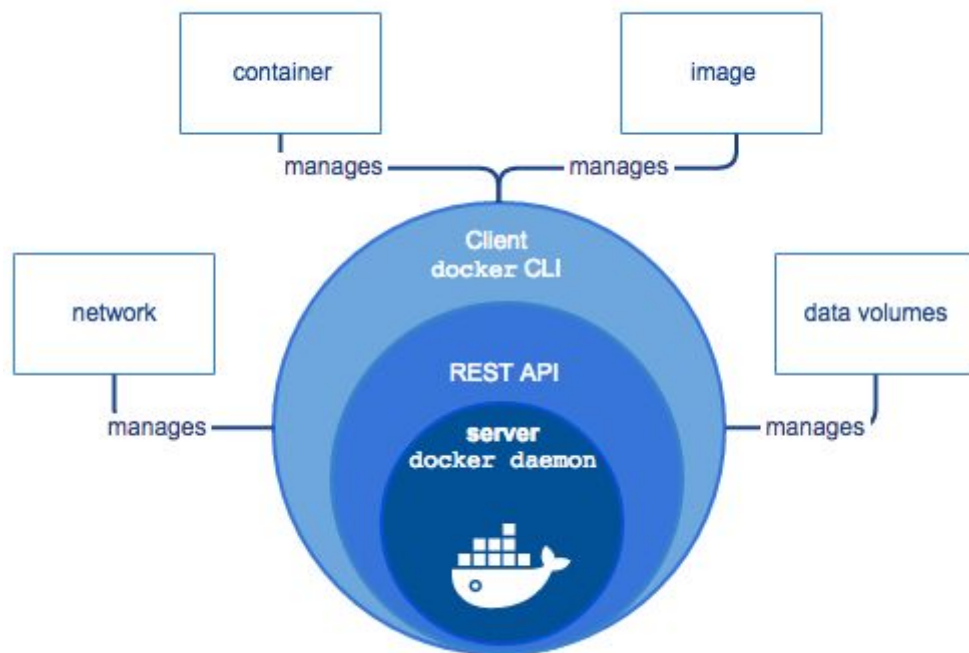 container
image
manages
manages
Client
docker CLI
network
data volumes
REST API
manages
server
docker daemon
manages